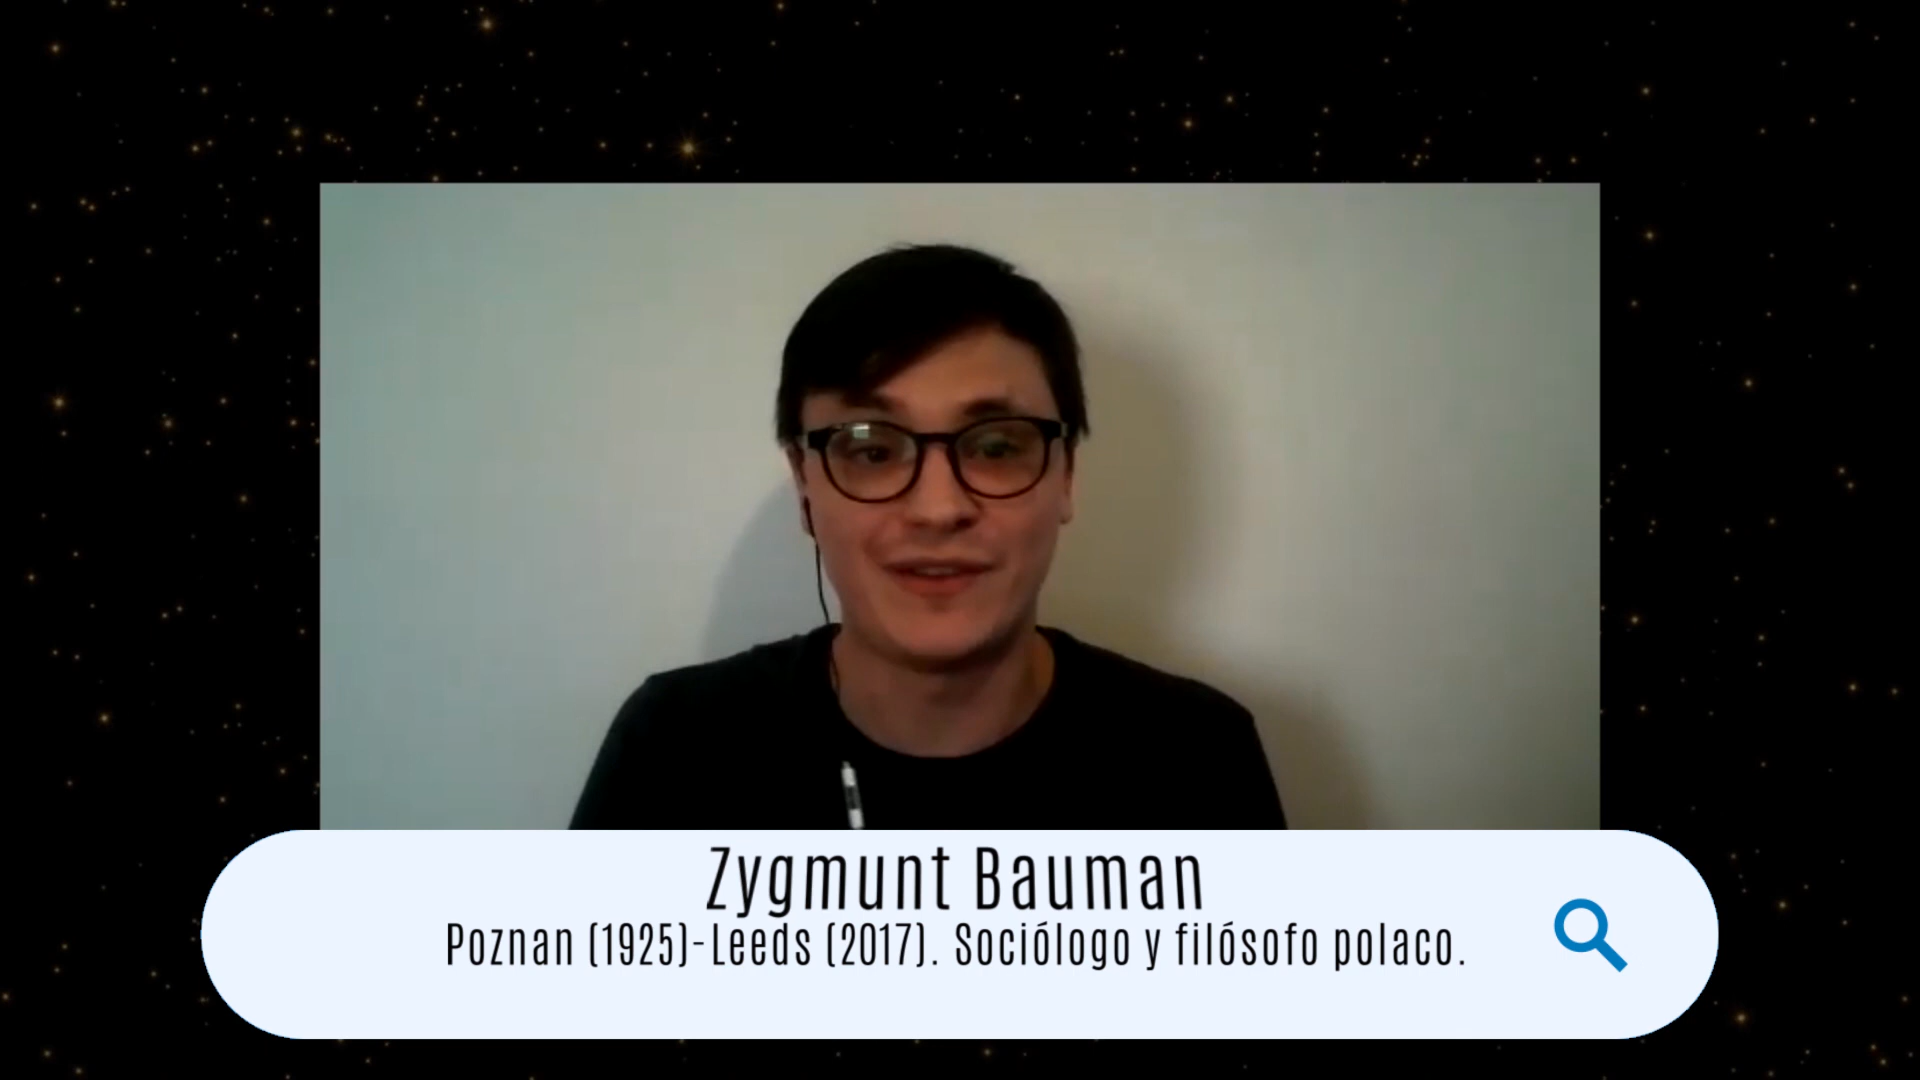 Zygmunt Bauman
Poznan (1925)-Leeds (2017). Sociólogo y filósofo polaco.